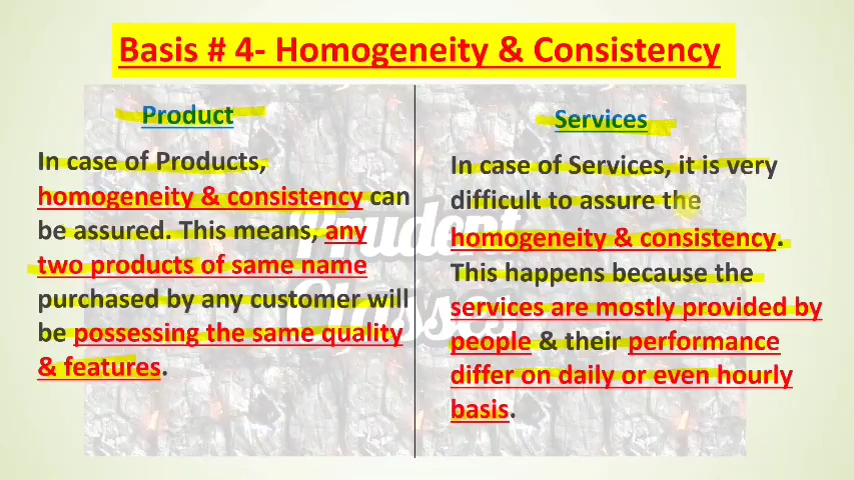 Basis # 4- Homogeneity & Consistency
Product
In case of Products,
homogeneity & consistency can
be assured. This means, any
two products of same name
purchased by any customer will
be possessing the same quality
& features.
Services
In case of Services, it is very
difficult to assure the
homogeneity & consistency.
This happens because the
services are mostly provided by
people & their performance
differ on daily or even hourly
basis.
Prudent
Classes